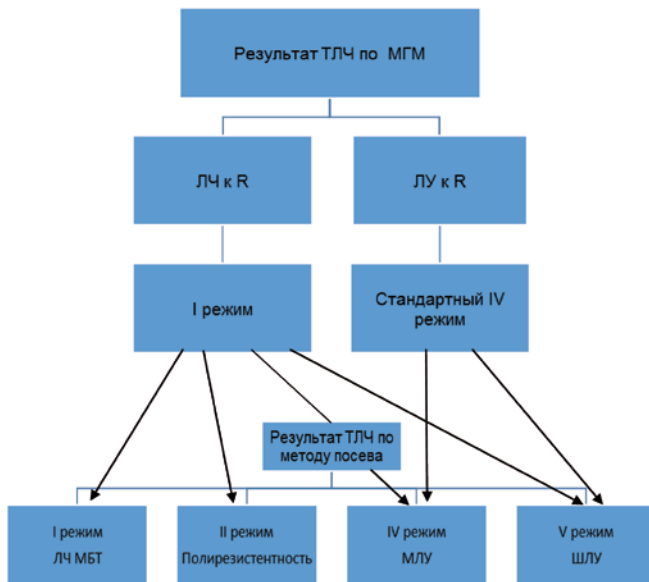 Результат ТЛЧ по МГМ
ЛЧ к R
ЛУ к R
I режим
Стандартный IV
режим
Результат ТЛЧ по
методу посева
I режим
ЛЧ МБТ
II режим
Полирезистентность
IV режим
МЛУ
V режим
ШЛУ